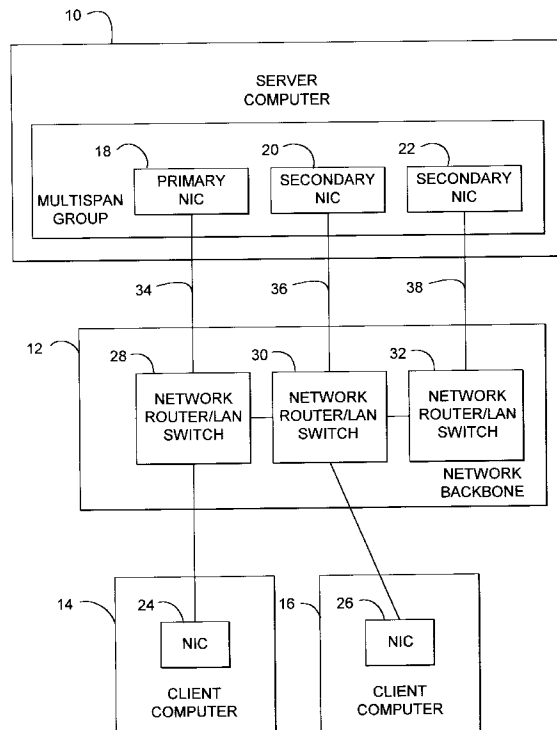 10
SERVER
COMPUTER
18
20
22
PRIMARY
NIC
SECONDARY
NIC
SECONDARY
NIC
MULTISPAN
GROUP
34
36
38
12
28
30
32
NETWORK
ROUTER/LAN
SWITCH
NETWORK
ROUTER/LAN
SWITCH
NETWORK
ROUTER/LAN
SWITCH
NETWORK
BACKBONE
14
24
NIC
CLIENT
COMPUTER
16
26
NIC
CLIENT
COMPUTER